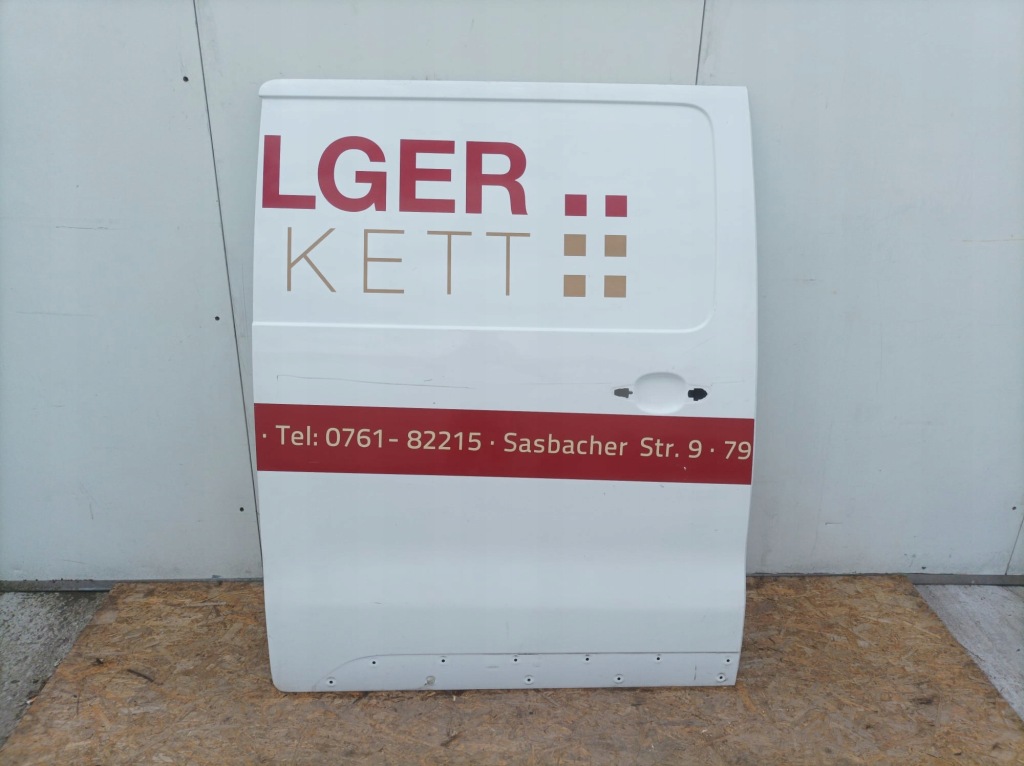 LGER
KETT
· Tel: 0761- 82215 · Sasbacher Str. 9 · 79